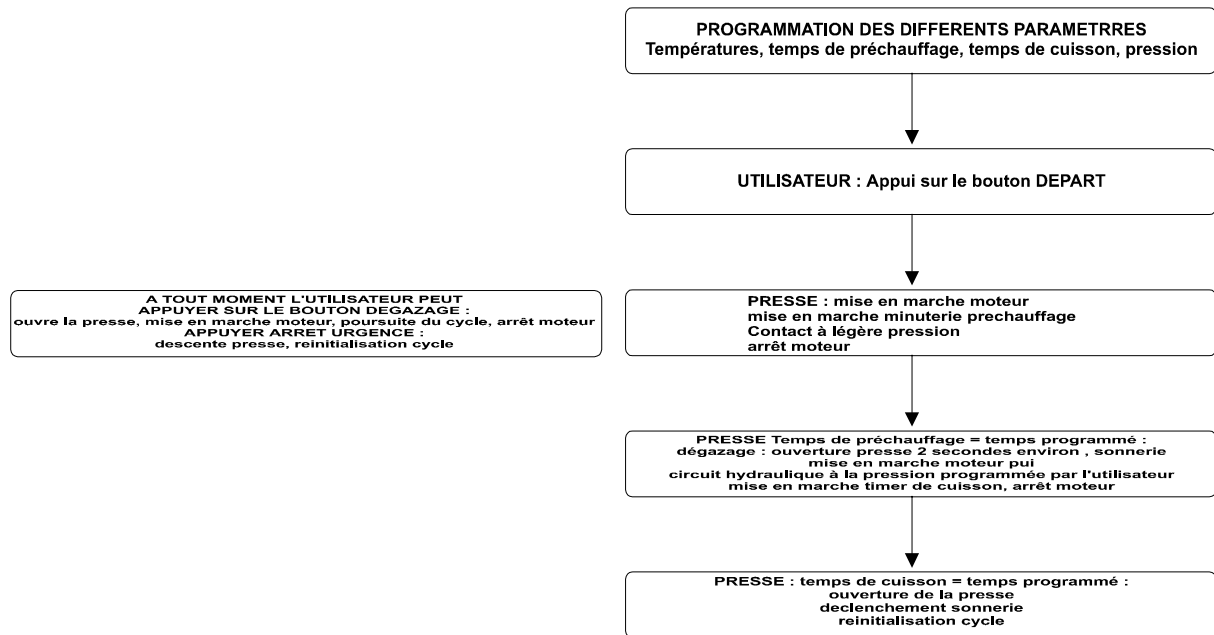 PROGRAMMATION DES DIFFERENTS PARAMETRRES
Températures, temps de préchauffage, temps de cuisson, pression
UTILISATEUR : Appui sur le bouton DEPART
A TOUT MOMENT L'UTILISATEUR PEUT
APPUYER SUR LE BOUTON DEGAZAGE :
ouvre la presse, mise en marche moteur, poursuite du cycle, arrêt moteur
APPUYER ARRET URGENCE :
descente presse, reinitialisation cycle
PRESSE : mise en marche moteur
mise en marche minuterie prechauffage
Contact à légère pression
arrêt moteur
PRESSE Temps de préchauffage = temps programmé :
dégazage : ouverture presse 2 secondes environ , sonnerie
mise en marche moteur pui
circuit hydraulique à la pression programmée par l'utilisateur
mise en marche timer de cuisson, arrêt moteur
PRESSE : temps de cuisson = temps programmé :
ouverture de la presse
declenchement sonnerie
reinitialisation cycle